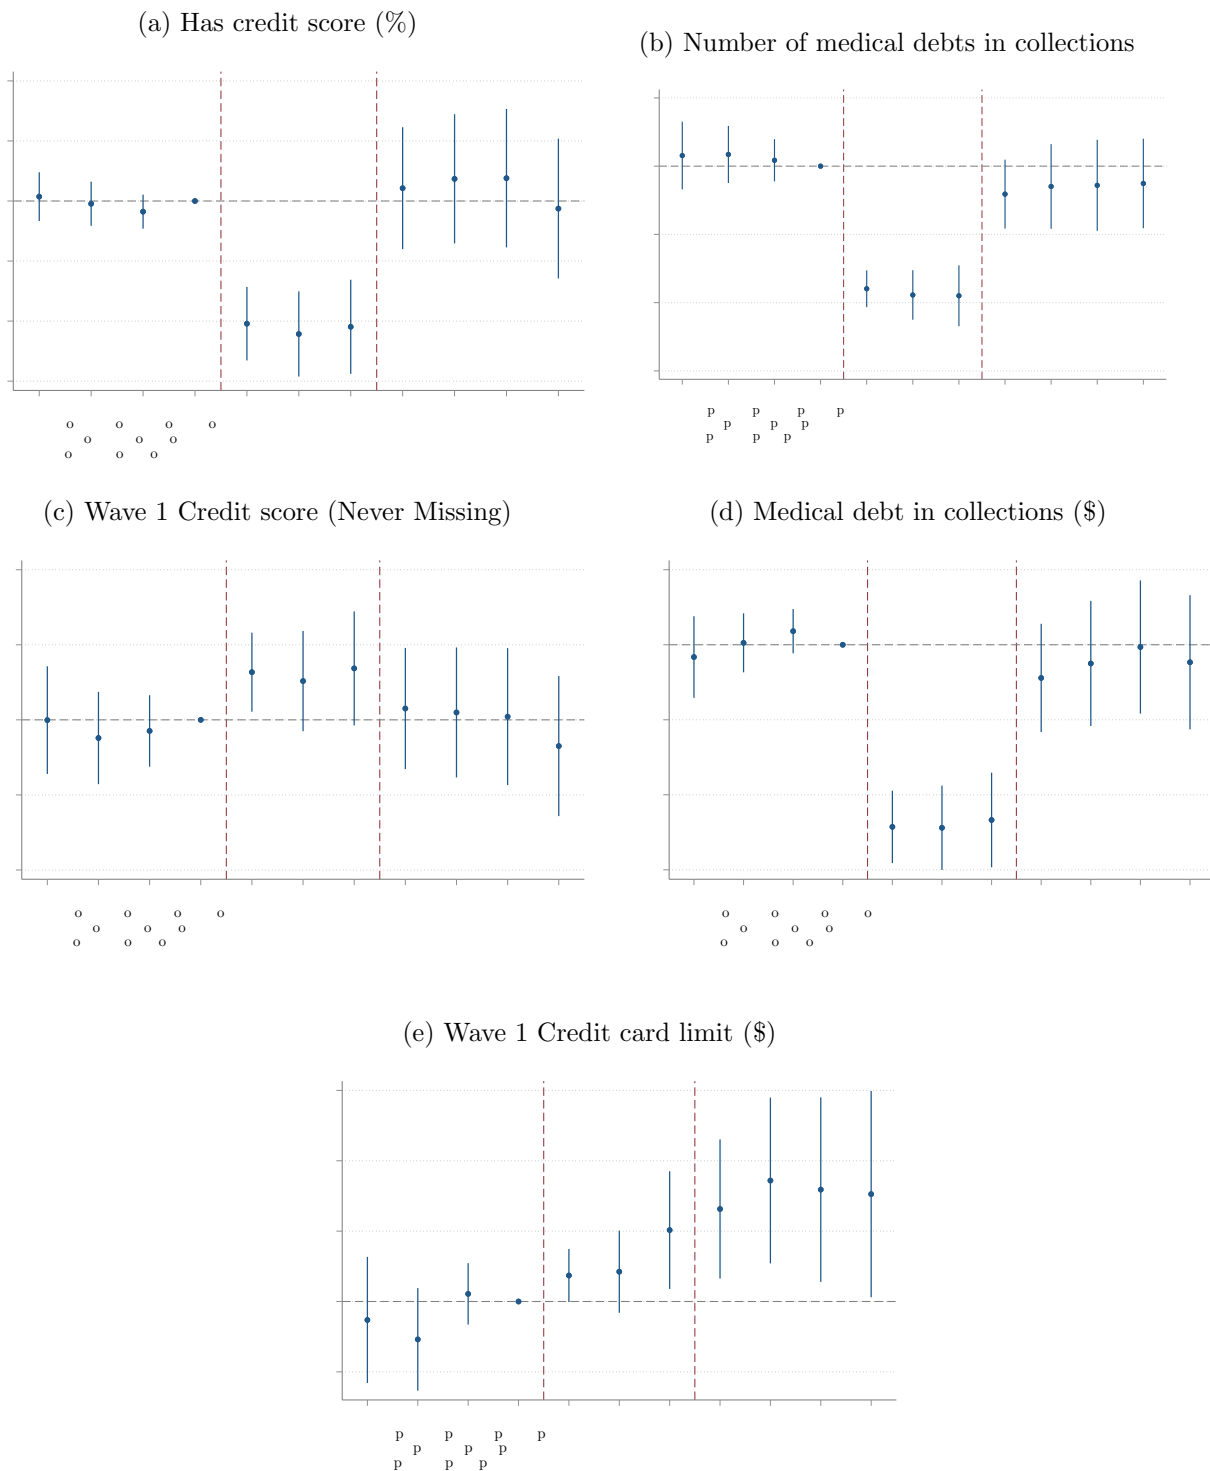 (a) Has credit score (%)
(b) Number of medical debts in collections
o o o o
o o o
o o o
p p p p
p p p
p p p
(c) Wave 1 Credit score (Never Missing)
(d) Medical debt in collections ($)
o o o o
o o o
o o o
o o o o
o o o
o o o
(e) Wave 1 Credit card limit ($)
p p p p
p p p
p p p